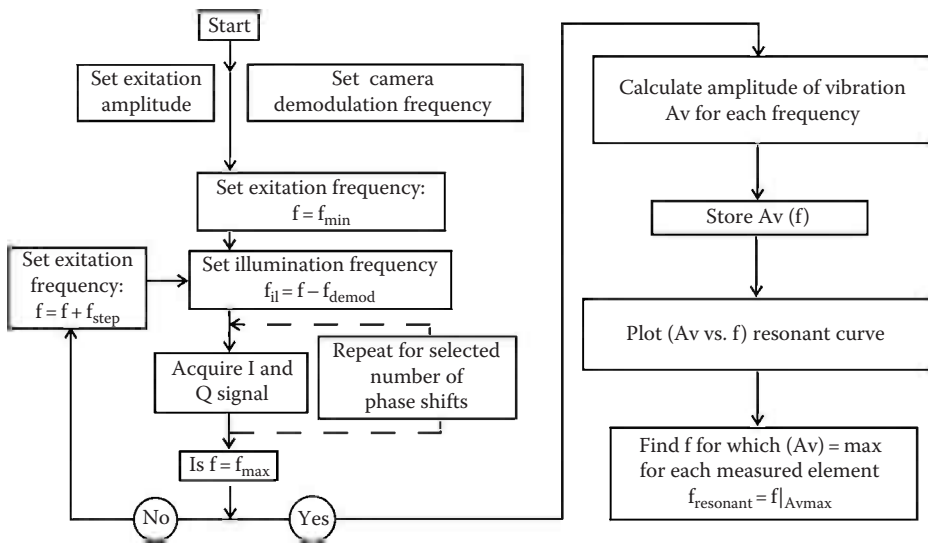 Start
Set exitation
amplitude
Set camera
demodulation frequency
Set exitation frequency:
f = f_min
Set exitation
frequency:
f = f + f_step
Set illumination frequency
f_il = f – f_demod
Acquire I and
Q signal
Repeat for selected
number of
phase shifts
Is f = f_max
No
Yes
Calculate amplitude of vibration
Av for each frequency
Store Av (f)
Plot (Av vs. f) resonant curve
Find f for which (Av) = max
for each measured element
f_resonant = f|_Avmax